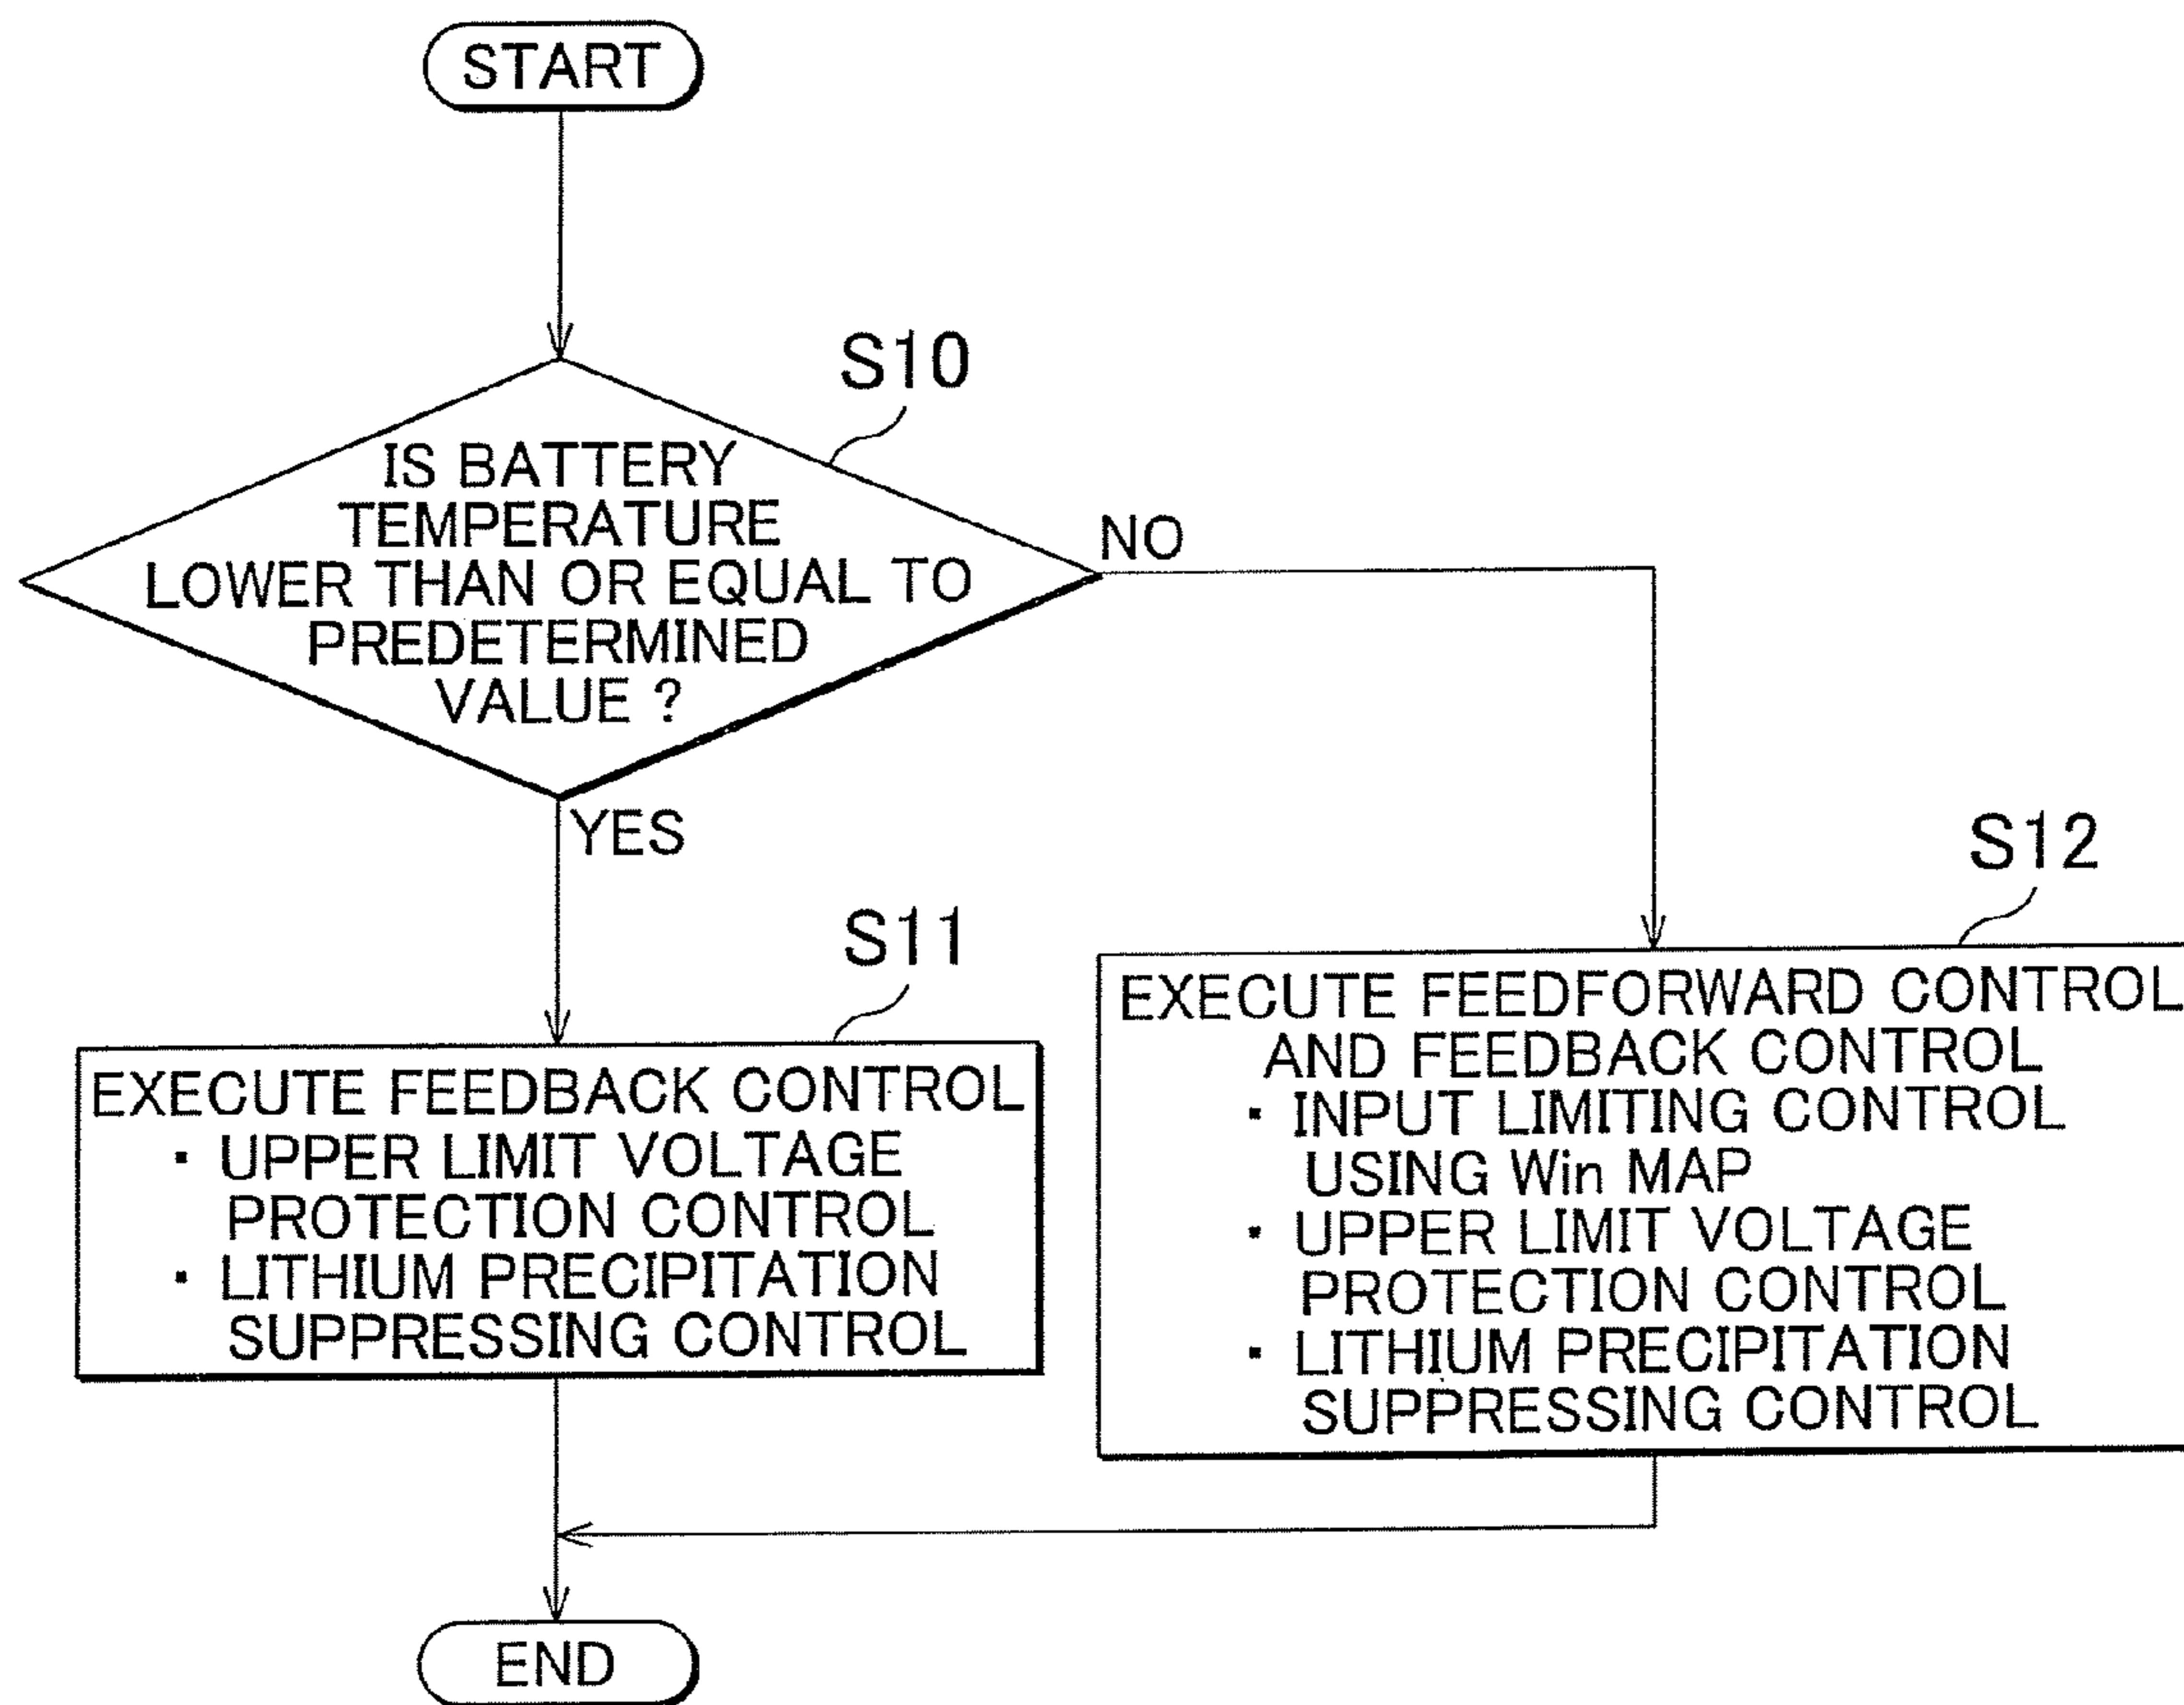 START
S10
IS BATTERY
TEMPERATURE
LOWER THAN OR EQUAL TO
PREDETERMINED
VALUE ?
NO
YES
S11
EXECUTE FEEDBACK CONTROL
・ UPPER LIMIT VOLTAGE
PROTECTION CONTROL
・ LITHIUM PRECIPITATION
SUPPRESSING CONTROL
S12
EXECUTE FEEDFORWARD CONTROL
AND FEEDBACK CONTROL
・ INPUT LIMITING CONTROL
USING Win MAP
・ UPPER LIMIT VOLTAGE
PROTECTION CONTROL
・ LITHIUM PRECIPITATION
SUPPRESSING CONTROL
END